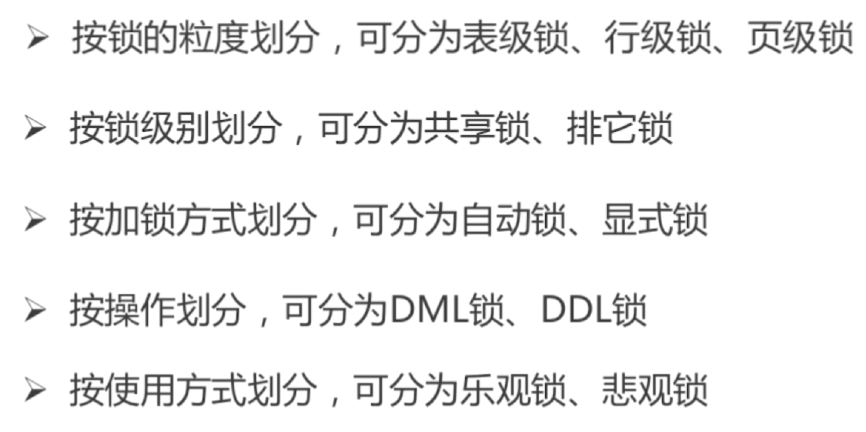 ➢ 按锁的粒度划分，可分为表级锁、行级锁、页级锁
➢ 按锁级别划分，可分为共享锁、排它锁
➢ 按加锁方式划分，可分为自动锁、显式锁
➢ 按操作划分，可分为DML锁、DDL锁
➢ 按使用方式划分，可分为乐观锁、悲观锁